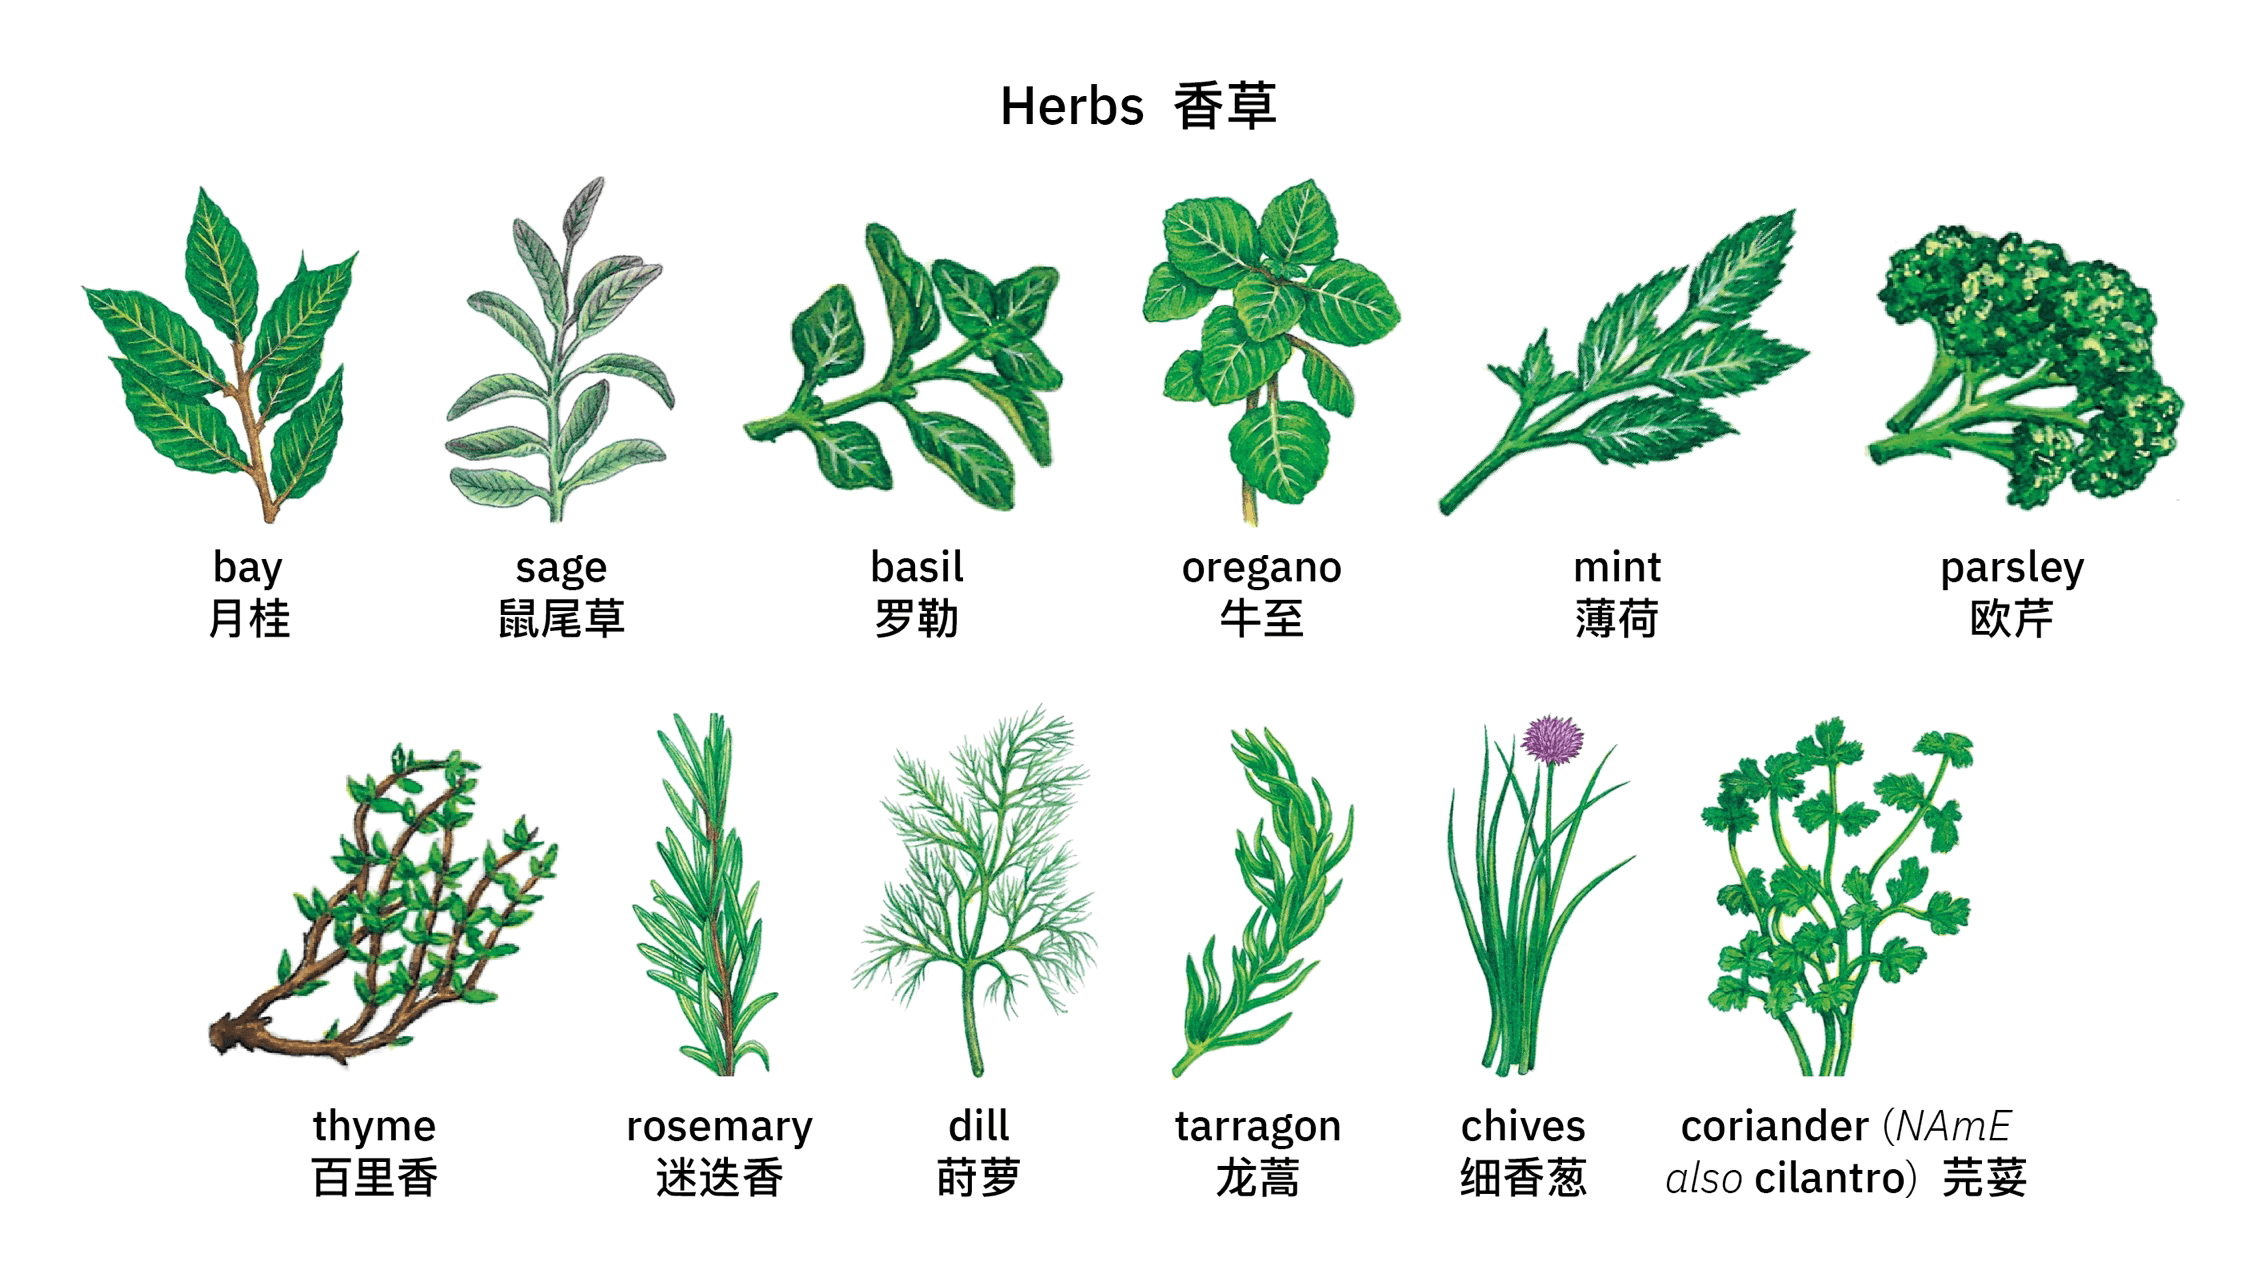 Herbs 香草
bay
月桂
sage
鼠尾草
basil
罗勒
oregano
牛至
mint
薄荷
parsley
欧芹
thyme
百里香
rosemary
迷迭香
dill
莳萝
tarragon
龙蒿
chives
细香葱
coriander (NAmE
also cilantro) 芫荽